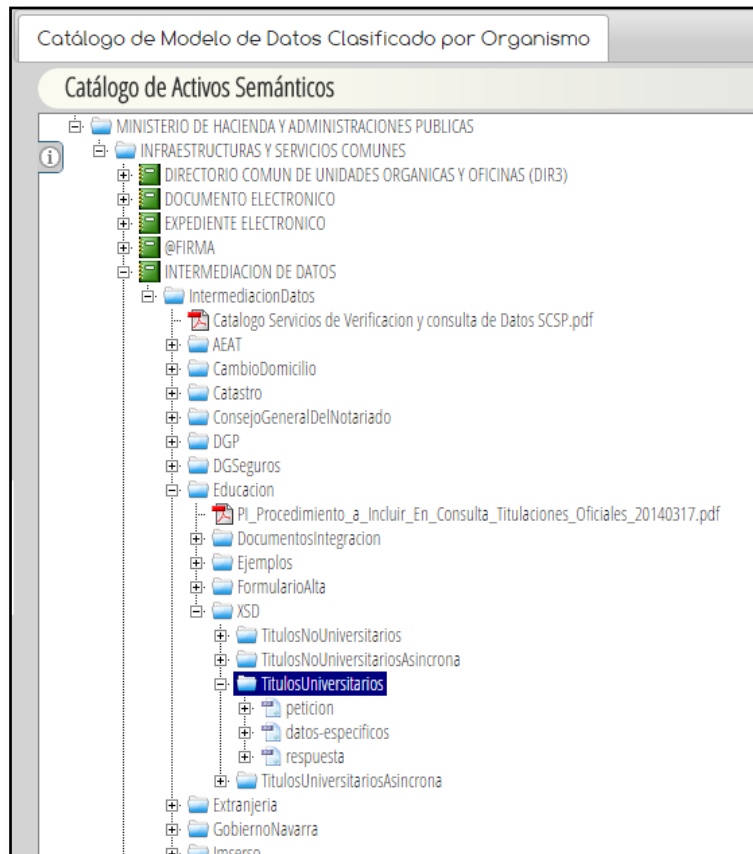 Catálogo de Modelo de Datos Clasificado por Organismo
Catálogo de Activos Semánticos
MINISTERIO DE HACIENDA Y ADMINISTRACIONES PUBLICAS
INFRAESTRUCTURAS Y SERVICIOS COMUNES
DIRECTORIO COMUN DE UNIDADES ORGANICAS Y OFICINAS (DIR3)
DOCUMENTO ELECTRONICO
EXPEDIENTE ELECTRONICO
@FIRMA
INTERMEDIACION DE DATOS
IntermediacionDatos
Catalogo Servicios de Verificacion y consulta de Datos SCSP.pdf
AEAT
CambioDomicilio
Catastro
ConsejoGeneralDelNotariado
DGP
DGSeguros
Educacion
PI_Procedimiento_a_Incluir_En_Consulta_Titulaciones_Oficiales_20140317.pdf
DocumentosIntegracion
Ejemplos
FormularioAlta
XSD
TitulosNoUniversitarios
TitulosNoUniversitariosAsincrona
TitulosUniversitarios
peticion
datos-especificos
respuesta
TitulosUniversitariosAsincrona
Extranjeria
GobiernoNavarra
Imserso